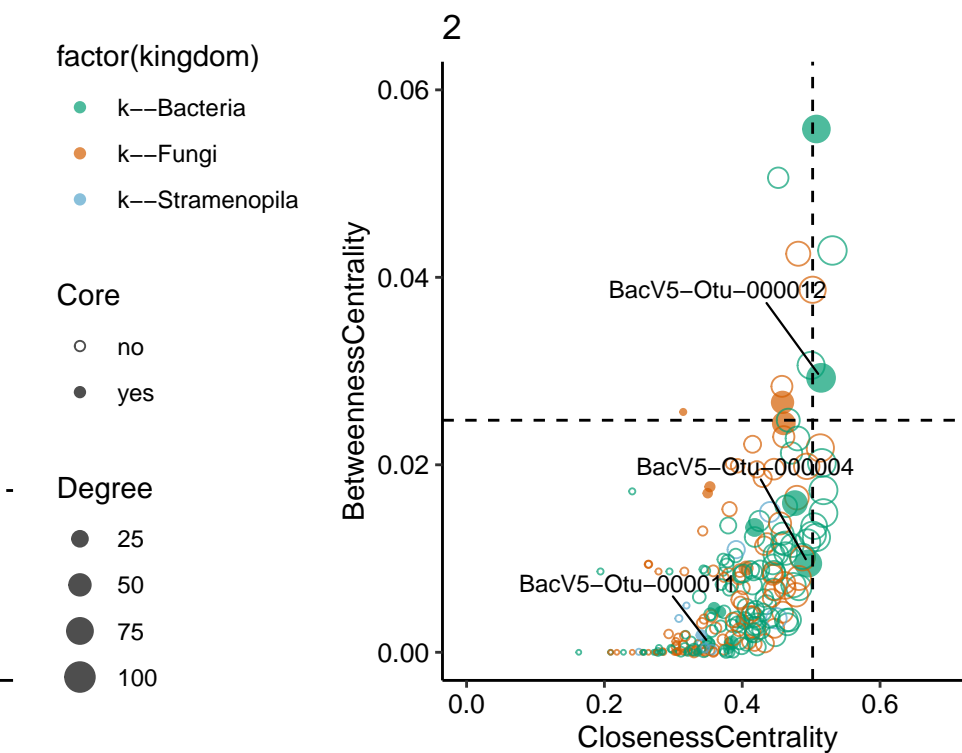 factor(kingdom)
k−−Bacteria
k−−Fungi
k−−Stramenopila
Core
no
yes
Degree
25
50
75
100
2
BetweennessCentrality
0.06
0.04
0.02
0.00
BacV5−Otu−000012
BacV5−Otu−000004
BacV5−Otu−000011
0.0 0.2 0.4 0.6
ClosenessCentrality